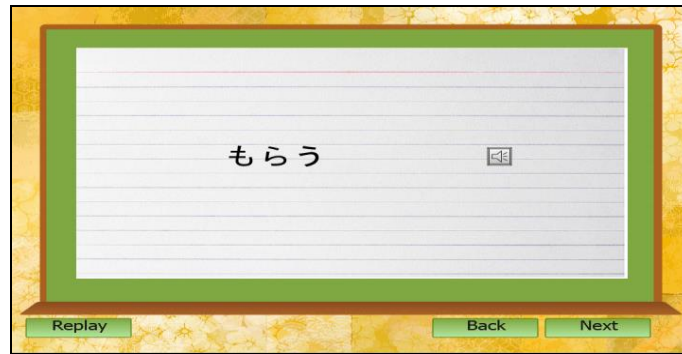 もらう
Replay Back Next